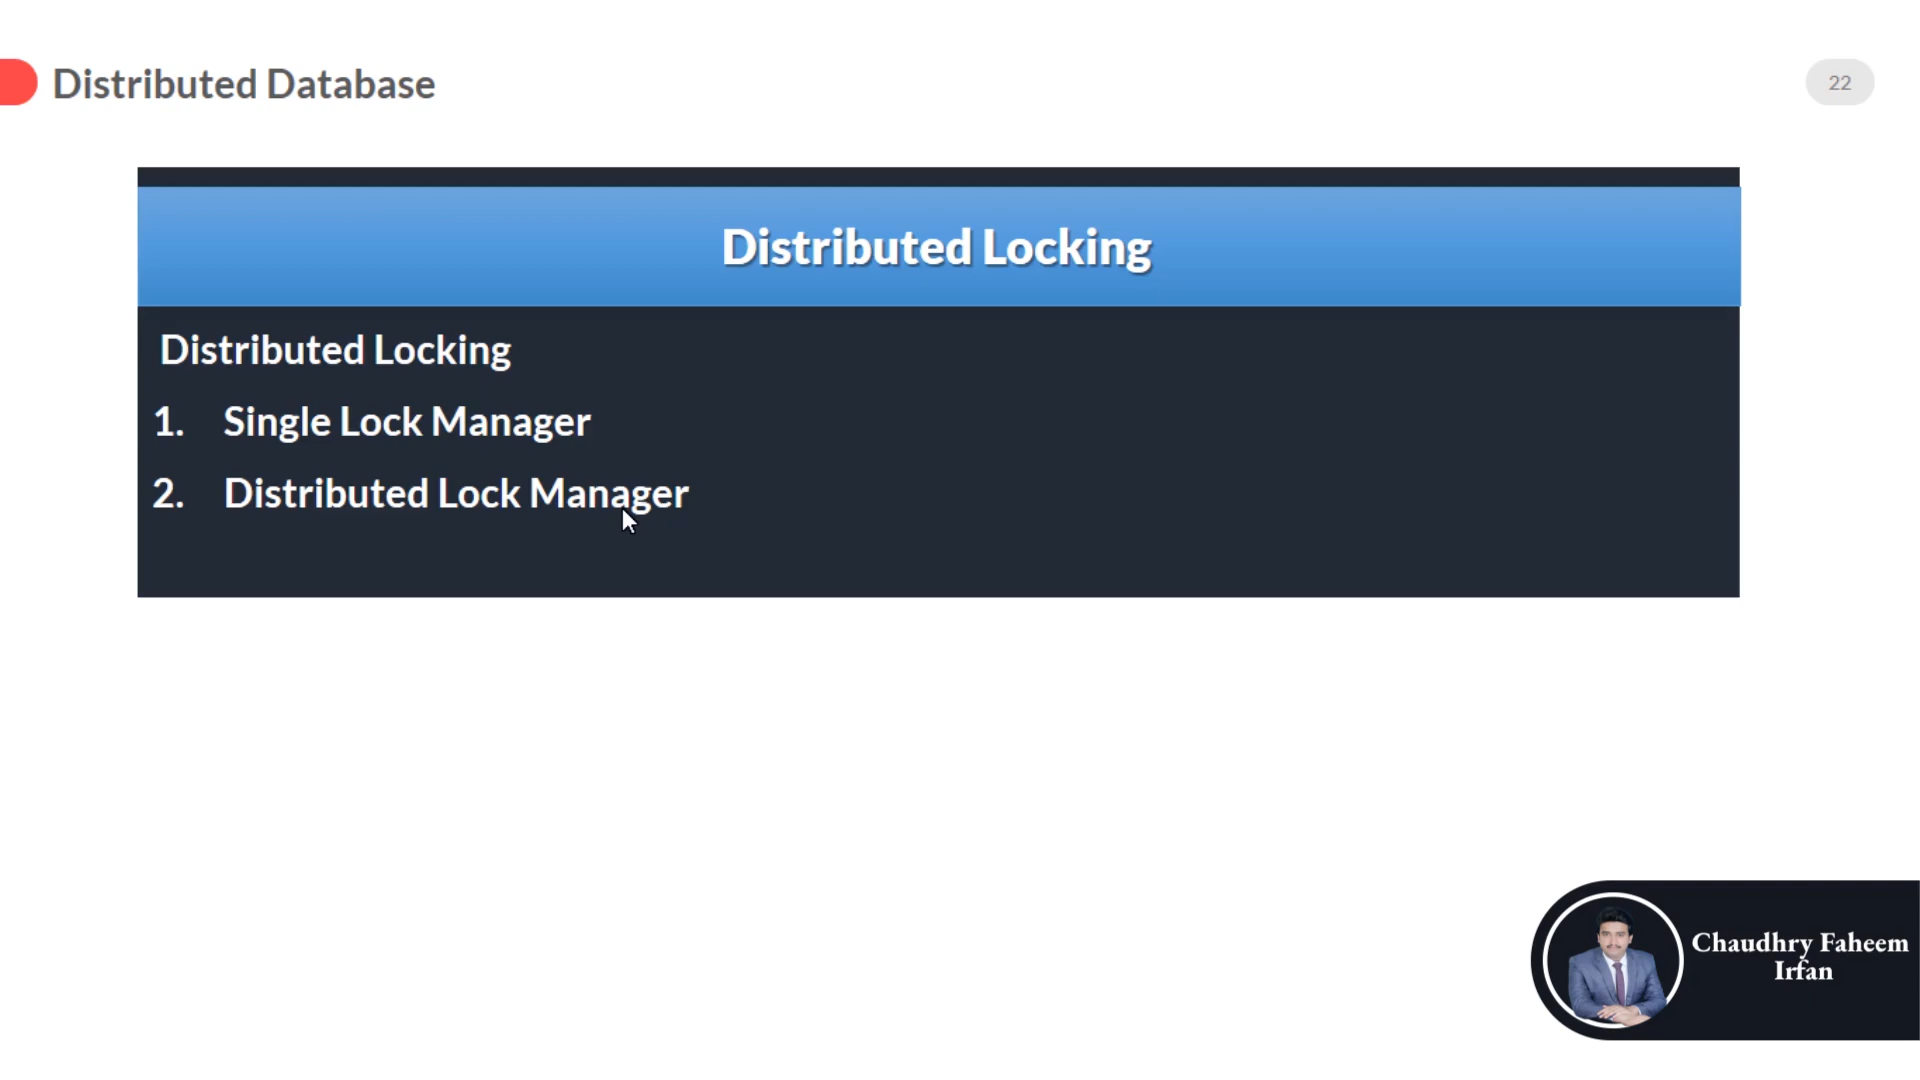 Distributed Database
22
Distributed Locking
Distributed Locking
1. Single Lock Manager
2. Distributed Lock Manager
Chaudhry Faheem
Irfan